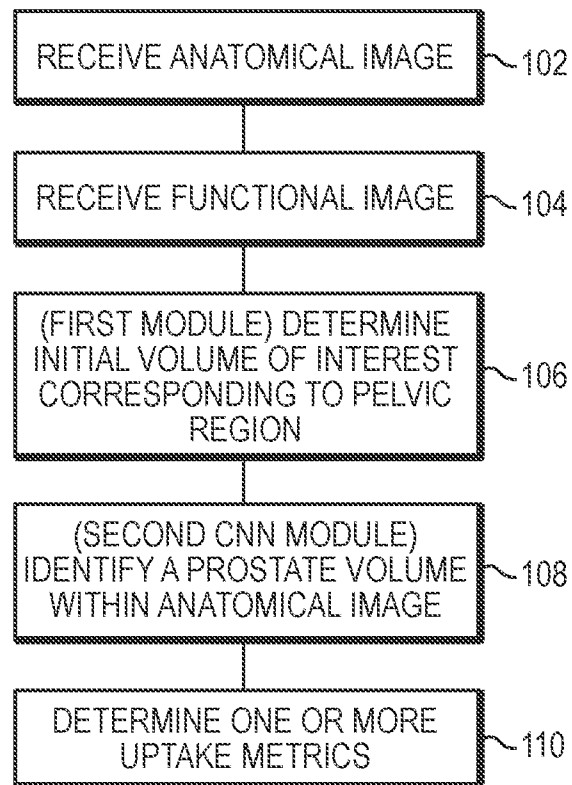 RECEIVE ANATOMICAL IMAGE
102
RECEIVE FUNCTIONAL IMAGE
104
(FIRST MODULE) DETERMINE
INITIAL VOLUME OF INTEREST
CORRESPONDING TO PELVIC
REGION
106
(SECOND CNN MODULE)
IDENTIFY A PROSTATE VOLUME
WITHIN ANATOMICAL IMAGE
108
DETERMINE ONE OR MORE
UPTAKE METRICS
110